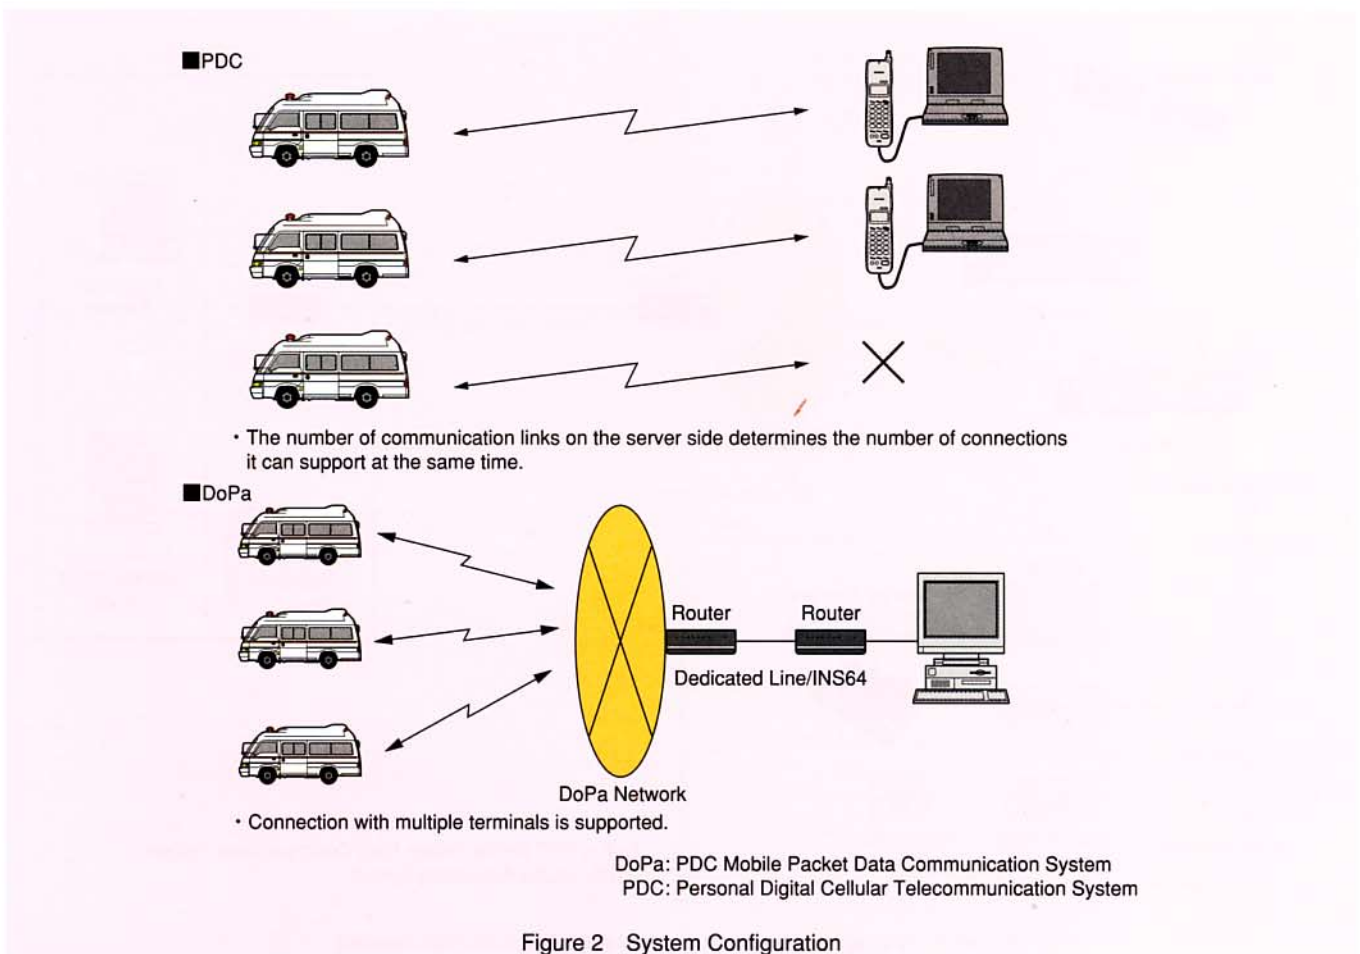 ■PDC
・The number of communication links on the server side determines the number of connections
it can support at the same time.
■DoPa
Router
Router
Dedicated Line/INS64
DoPa Network
・Connection with multiple terminals is supported.
DoPa: PDC Mobile Packet Data Communication System
PDC: Personal Digital Cellular Telecommunication System
Figure 2 System Configuration